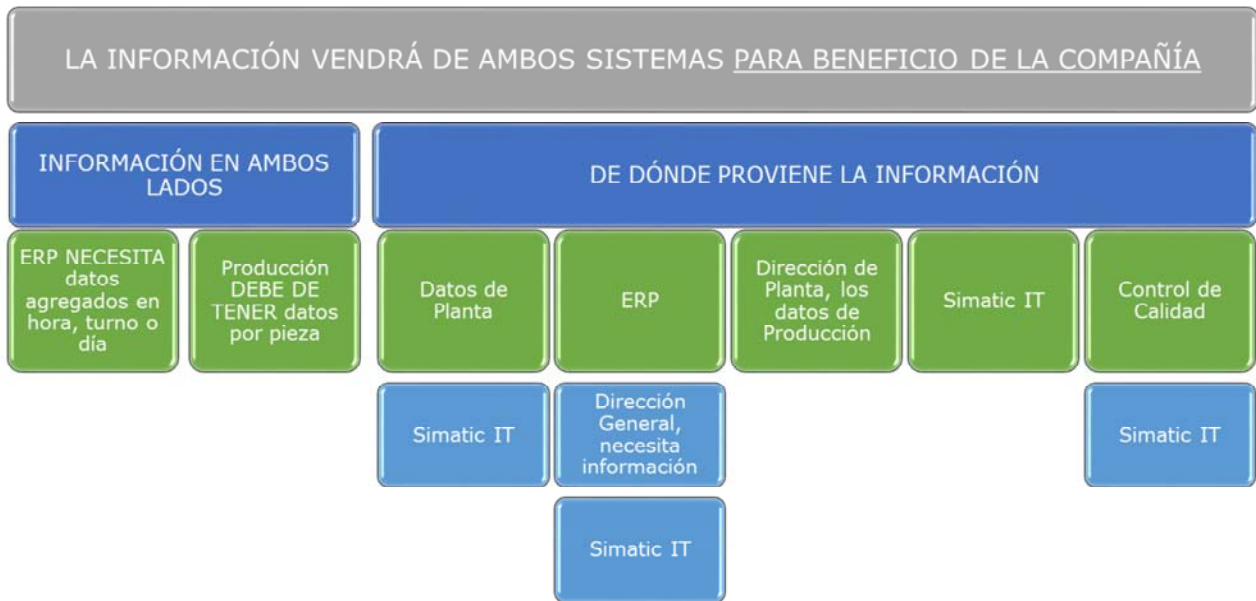 LA INFORMACIÓN VENDRÁ DE AMBOS SISTEMAS PARA BENEFICIO DE LA COMPAÑÍA
INFORMACIÓN EN AMBOS
LADOS
DE DÓNDE PROVIENE LA INFORMACIÓN
ERP NECESITA
datos
agregados en
hora, turno o
día
Producción
DEBE DE
TENER datos
por pieza
Datos de
Planta
ERP
Dirección de
Planta, los
datos de
Producción
Simatic IT
Control de
Calidad
Simatic IT
Dirección
General,
necesita
información
Simatic IT
Simatic IT